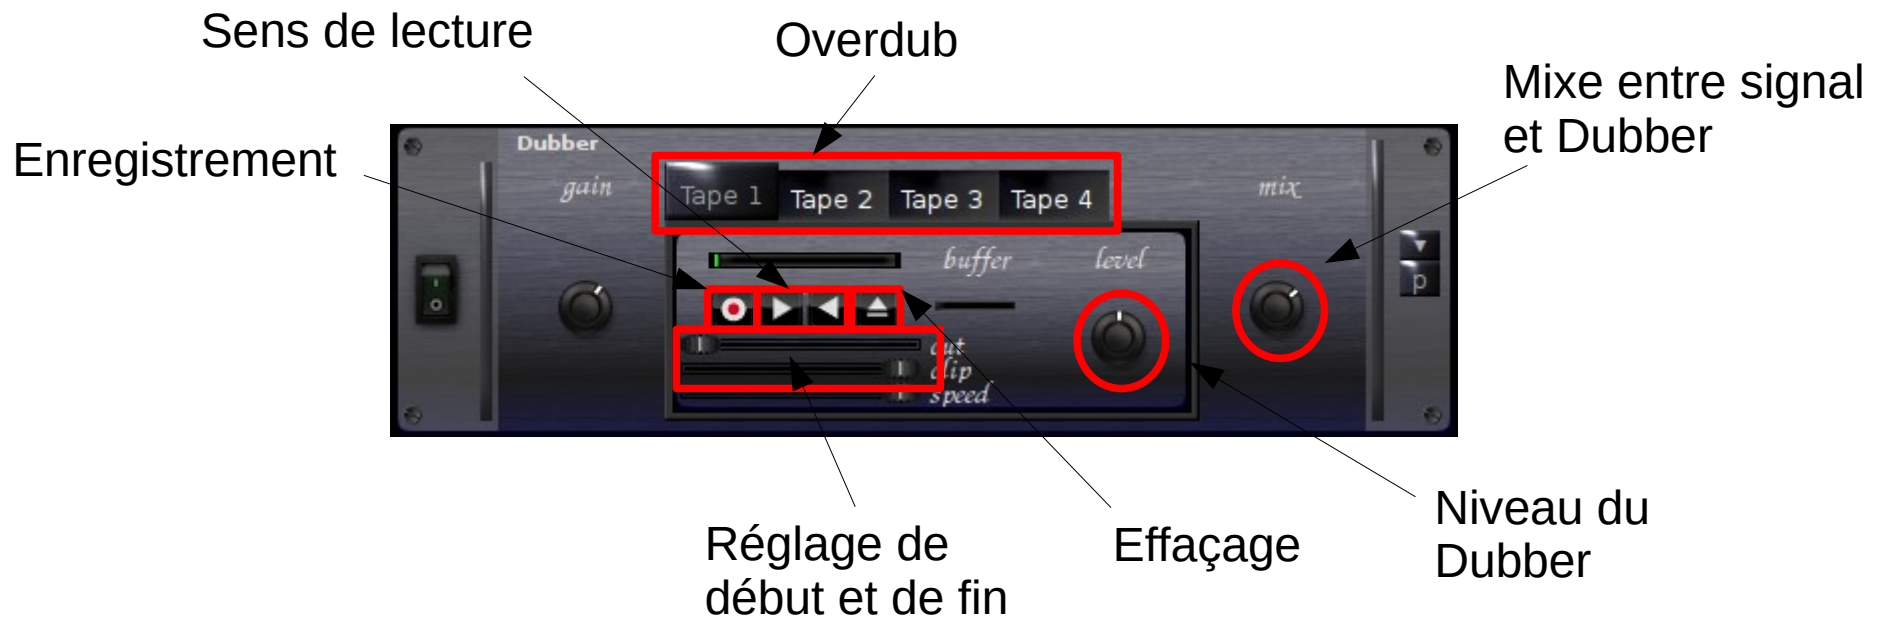 Sens de lecture
Overdub
Mixe entre signal
et Dubber
Enregistrement
Dubber
gain
Tape 1
Tape 2
Tape 3
Tape 4
mix
buffer
level
cut
clip
speed
p
Réglage de
début et de fin
Effaçage
Niveau du
Dubber